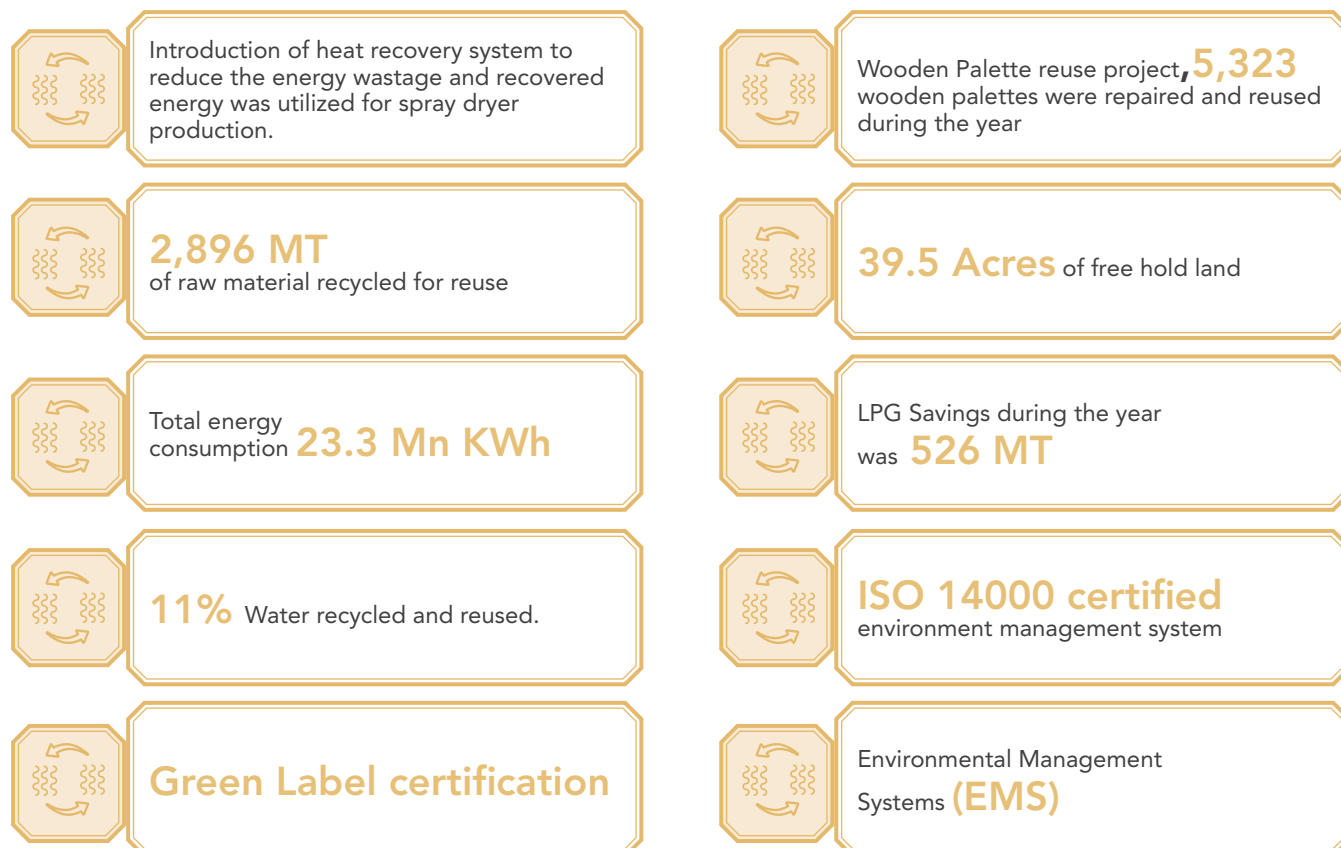 Introduction of heat recovery system to
reduce the energy wastage and recovered
energy was utilized for spray dryer
production.
Wooden Palette reuse project, 5,323
wooden palettes were repaired and reused
during the year
2,896 MT
of raw material recycled for reuse
39.5 Acres of free hold land
Total energy
consumption 23.3 Mn KWh
LPG Savings during the year
was 526 MT
11% Water recycled and reused.
ISO 14000 certified
environment management system
Green Label certification
Environmental Management
Systems (EMS)